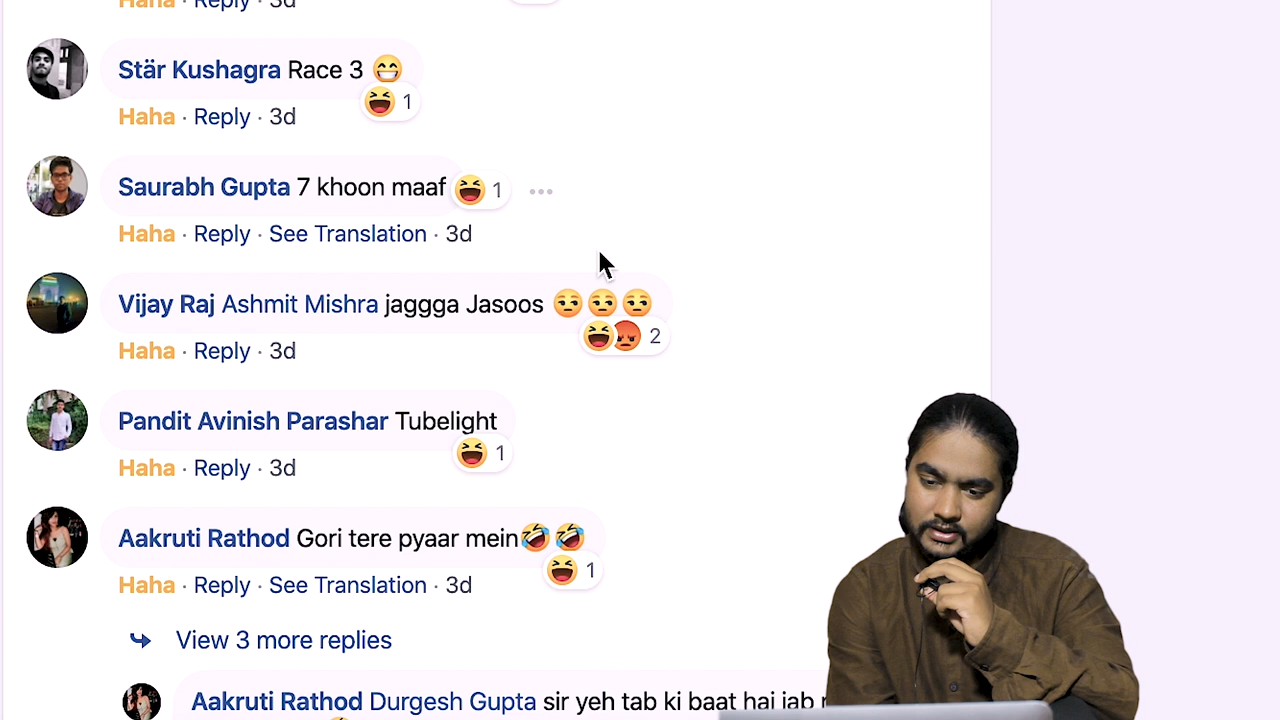 Haha · Reply · 3d
Stär Kushagra Race 3 😁
😆 1
Haha · Reply · 3d
Saurabh Gupta 7 khoon maaf 😆 1 •••
Haha · Reply · See Translation · 3d
Vijay Raj Ashmit Mishra jaggga Jasoos 😒😒😒
😆😡 2
Haha · Reply · 3d
Pandit Avinish Parashar Tubelight
😆 1
Haha · Reply · 3d
Aakruti Rathod Gori tere pyaar mein🤣🤣
😆 1
Haha · Reply · See Translation · 3d
View 3 more replies
Aakruti Rathod Durgesh Gupta sir yeh tab ki baat hai jab